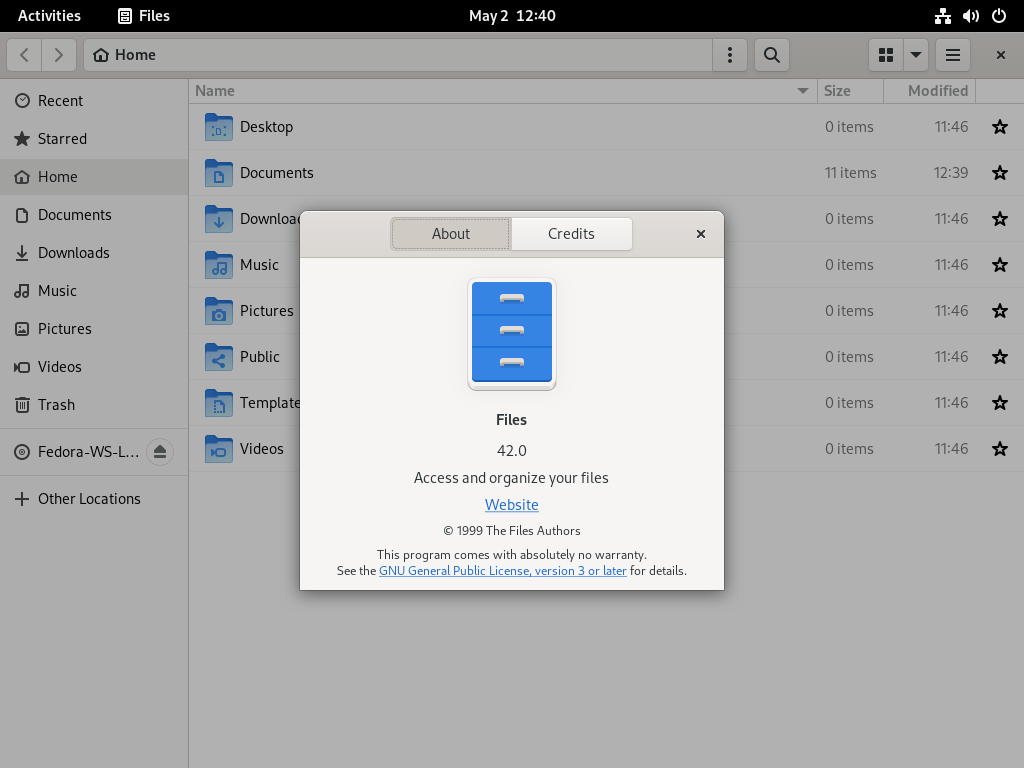 Activities Files May 2 12:40
Home
Name Size Modified
Recent
Starred
Home
Documents
Downloads
Music
Pictures
Videos
Trash
Fedora-WS-L...
Other Locations
Desktop 0 items 11:46
Documents 11 items 12:39
Downloa 0 items 11:46
Music 0 items 11:46
Pictures 0 items 11:46
Public 0 items 11:46
Template 0 items 11:46
Videos 0 items 11:46
About Credits
Files
42.0
Access and organize your files
Website
© 1999 The Files Authors
This program comes with absolutely no warranty.
See the GNU General Public License, version 3 or later for details.